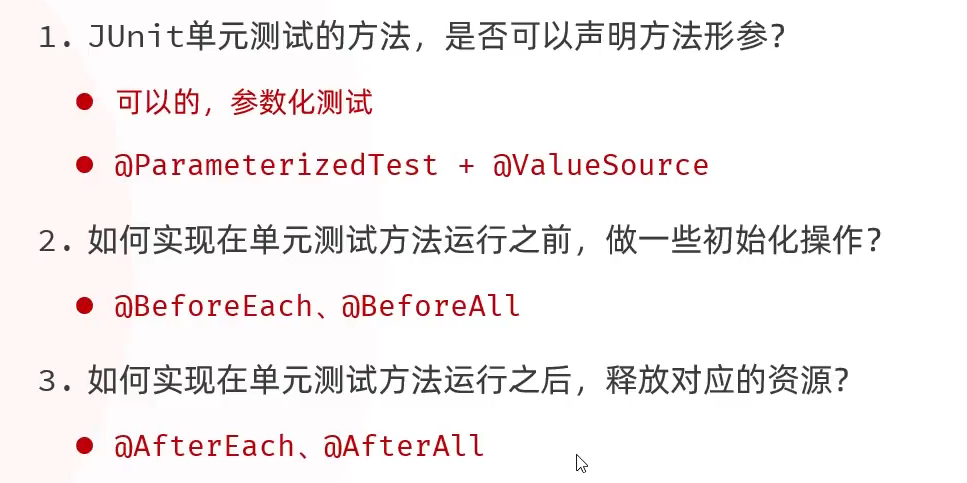 1. JUnit单元测试的方法，是否可以声明方法形参？
● 可以的，参数化测试
● @ParameterizedTest + @ValueSource
2. 如何实现在单元测试方法运行之前，做一些初始化操作？
● @BeforeEach、@BeforeAll
3. 如何实现在单元测试方法运行之后，释放对应的资源？
● @AfterEach、@AfterAll